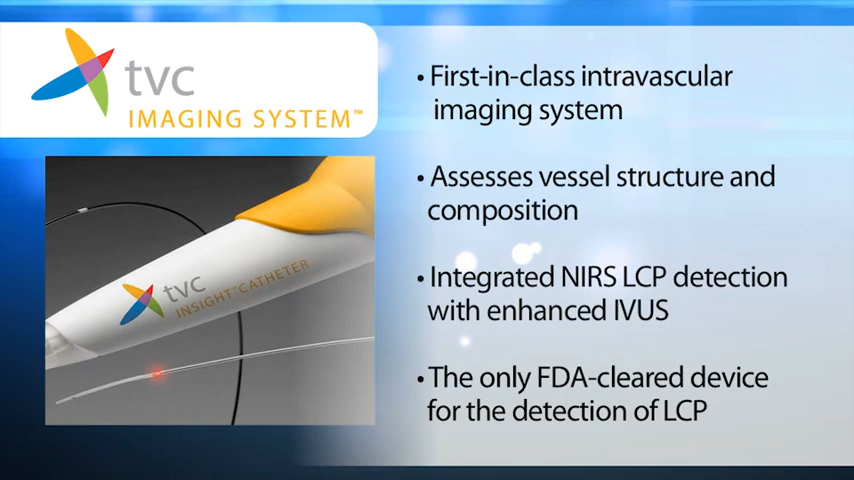 tvc
IMAGING SYSTEM™
• First-in-class intravascular
imaging system
• Assesses vessel structure and
composition
• Integrated NIRS LCP detection
with enhanced IVUS
• The only FDA-cleared device
for the detection of LCP
tvc
INSIGHT™ CATHETER